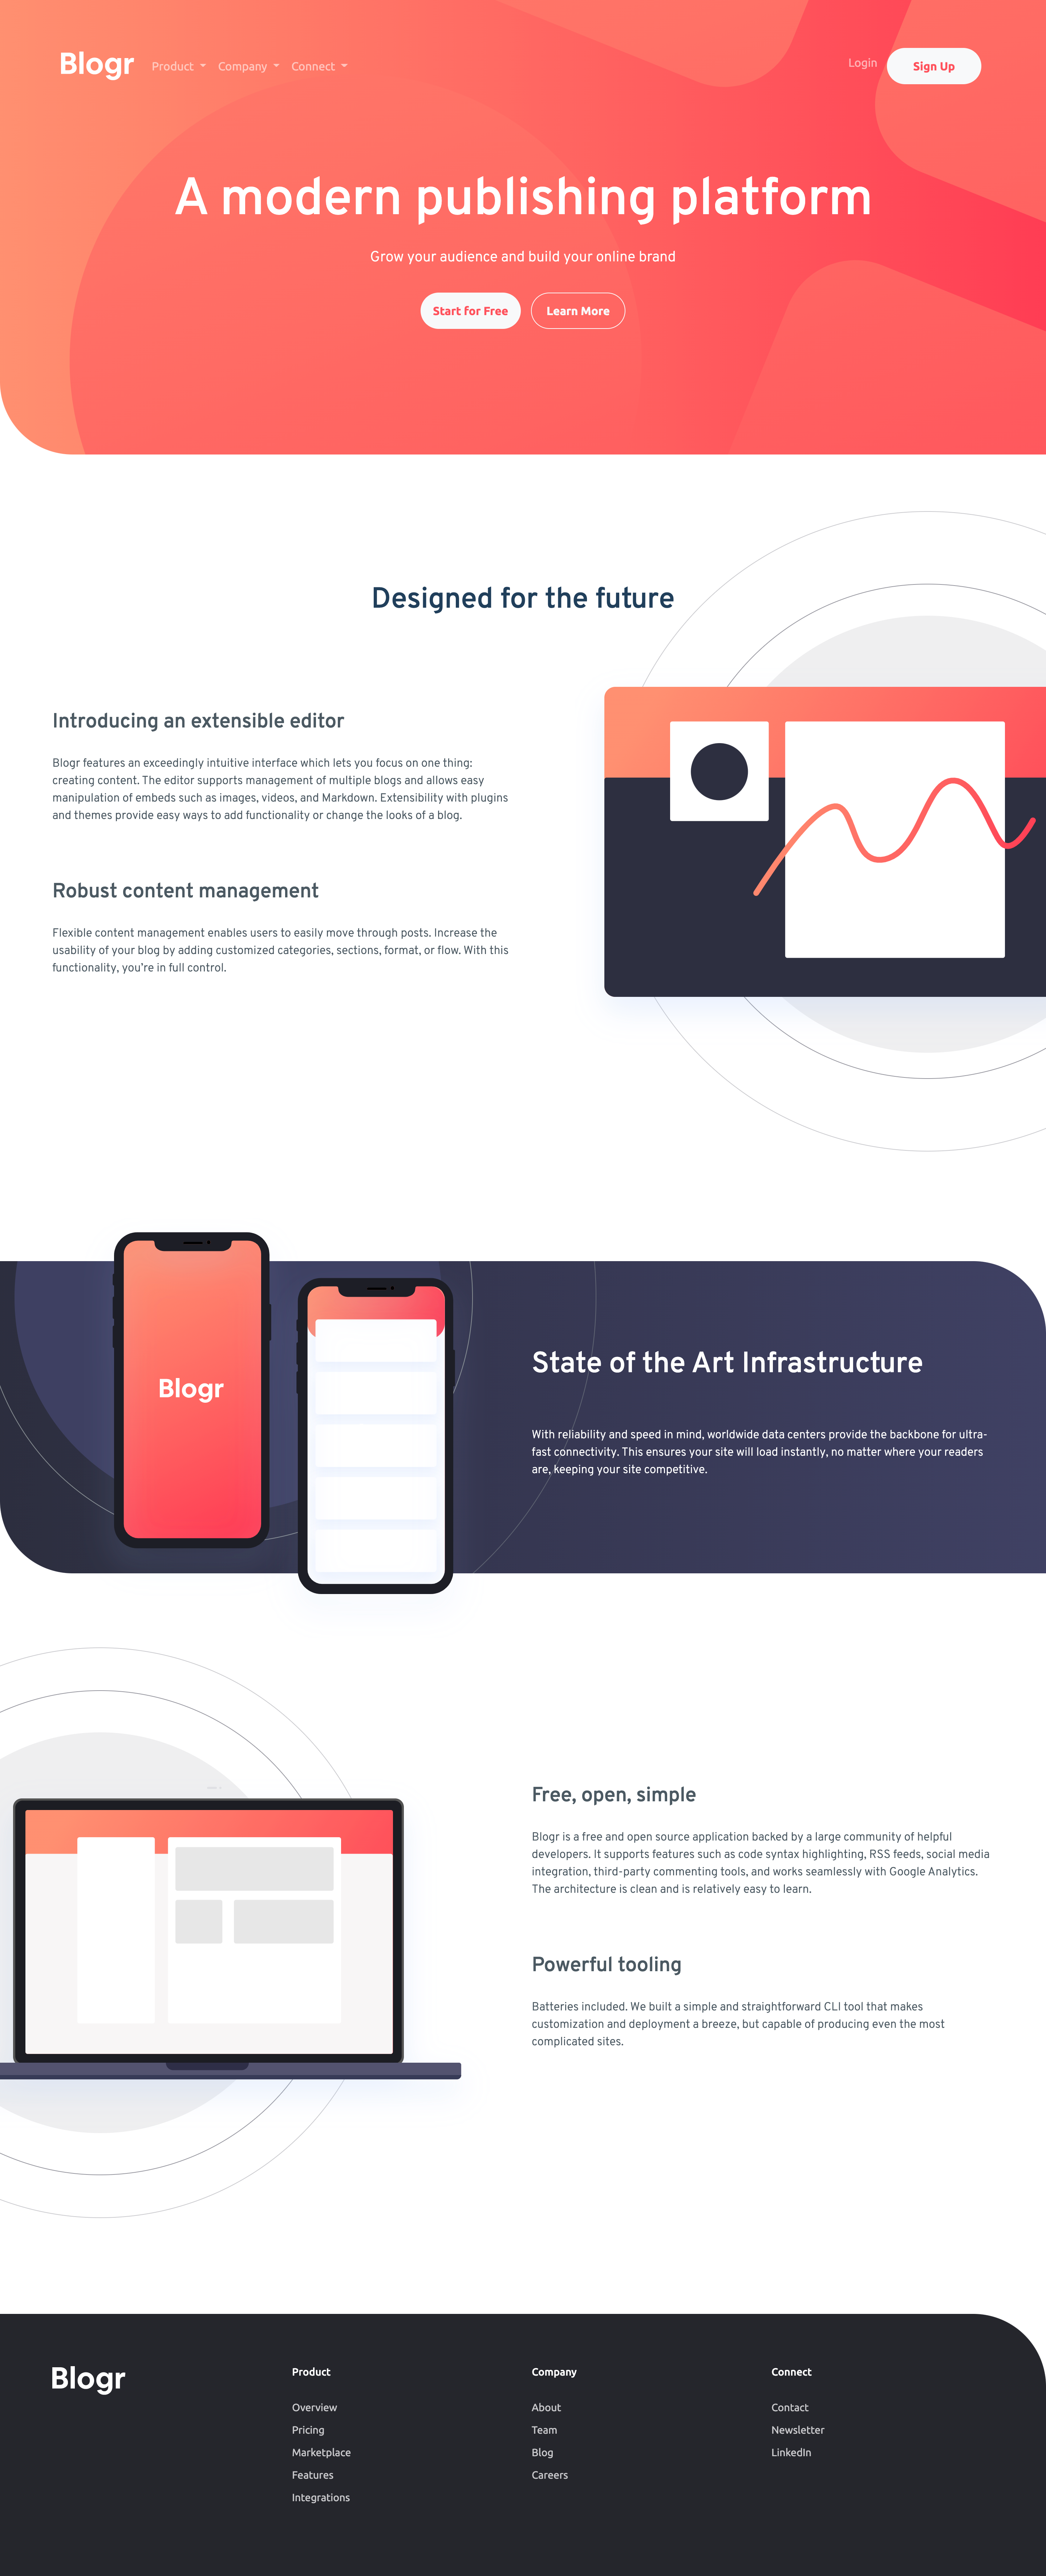 Blogr
Product
Company
Connect
Login
Sign Up
A modern publishing platform
Grow your audience and build your online brand
Start for Free
Learn More
Designed for the future
Introducing an extensible editor
Blogr features an exceedingly intuitive interface which lets you focus on one thing:
creating content. The editor supports management of multiple blogs and allows easy
manipulation of embeds such as images, videos, and Markdown. Extensibility with plugins
and themes provide easy ways to add functionality or change the looks of a blog.
Robust content management
Flexible content management enables users to easily move through posts. Increase the
usability of your blog by adding customized categories, sections, format, or flow. With this
functionality, you're in full control.
Blogr
State of the Art Infrastructure
With reliability and speed in mind, worldwide data centers provide the backbone for ultra-
fast connectivity. This ensures your site will load instantly, no matter where your readers
are, keeping your site competitive.
Free, open, simple
Blogr is a free and open source application backed by a large community of helpful
developers. It supports features such as code syntax highlighting, RSS feeds, social media
integration, third-party commenting tools, and works seamlessly with Google Analytics.
The architecture is clean and is relatively easy to learn.
Powerful tooling
Batteries included. We built a simple and straightforward CLI tool that makes
customization and deployment a breeze, but capable of producing even the most
complicated sites.
Blogr
Product
Overview
Pricing
Marketplace
Features
Integrations
Company
About
Team
Blog
Careers
Connect
Contact
Newsletter
LinkedIn